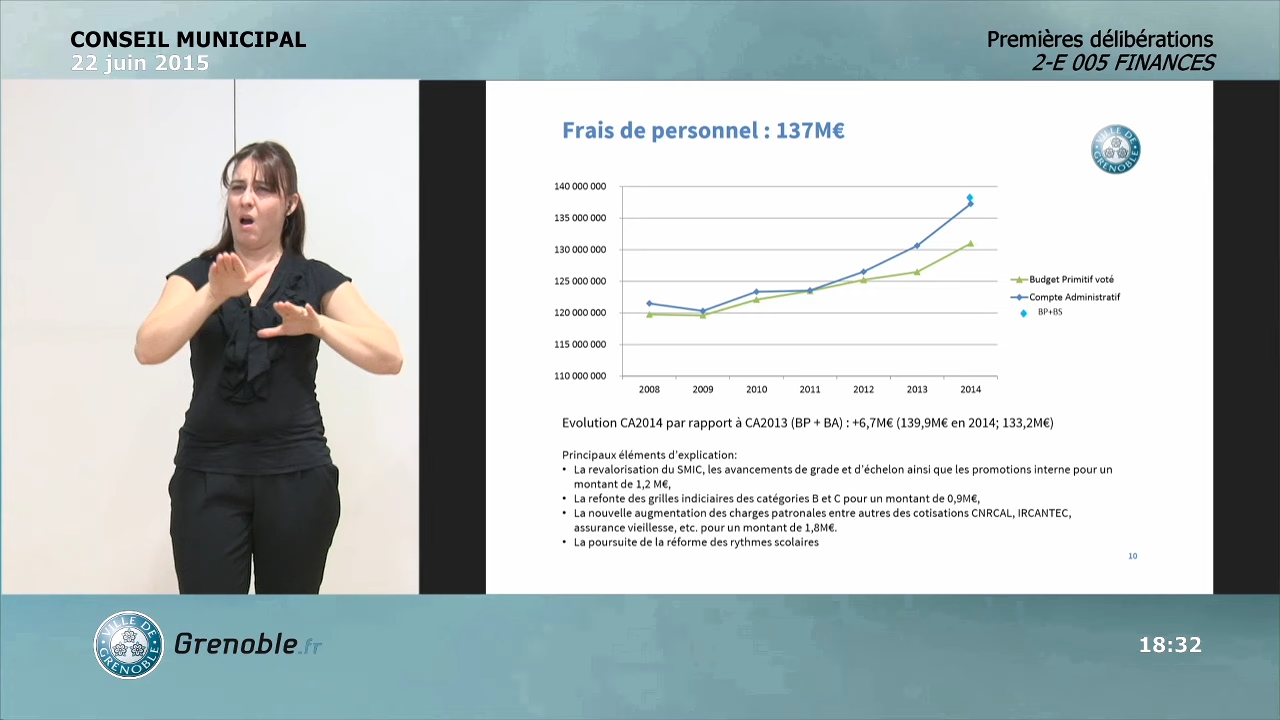 CONSEIL MUNICIPAL
22 juin 2015
Premières délibérations
2-E 005 FINANCES
Frais de personnel : 137M€
VILLE DE GRENOBLE
140 000 000
135 000 000
130 000 000
125 000 000
120 000 000
115 000 000
110 000 000
2008 2009 2010 2011 2012 2013 2014
Budget Primitif voté
Compte Administratif
BP+BS
Evolution CA2014 par rapport à CA2013 (BP + BA) : +6,7M€ (139,9M€ en 2014; 133,2M€)
Principaux éléments d'explication:
• La revalorisation du SMIC, les avancements de grade et d'échelon ainsi que les promotions interne pour un
montant de 1,2 M€,
• La refonte des grilles indiciaires des catégories B et C pour un montant de 0,9M€,
• La nouvelle augmentation des charges patronales entre autres des cotisations CNRCAL, IRCANTEC,
assurance vieillesse, etc. pour un montant de 1,8M€.
• La poursuite de la réforme des rythmes scolaires
10
VILLE DE GRENOBLE
Grenoble.fr
18:32